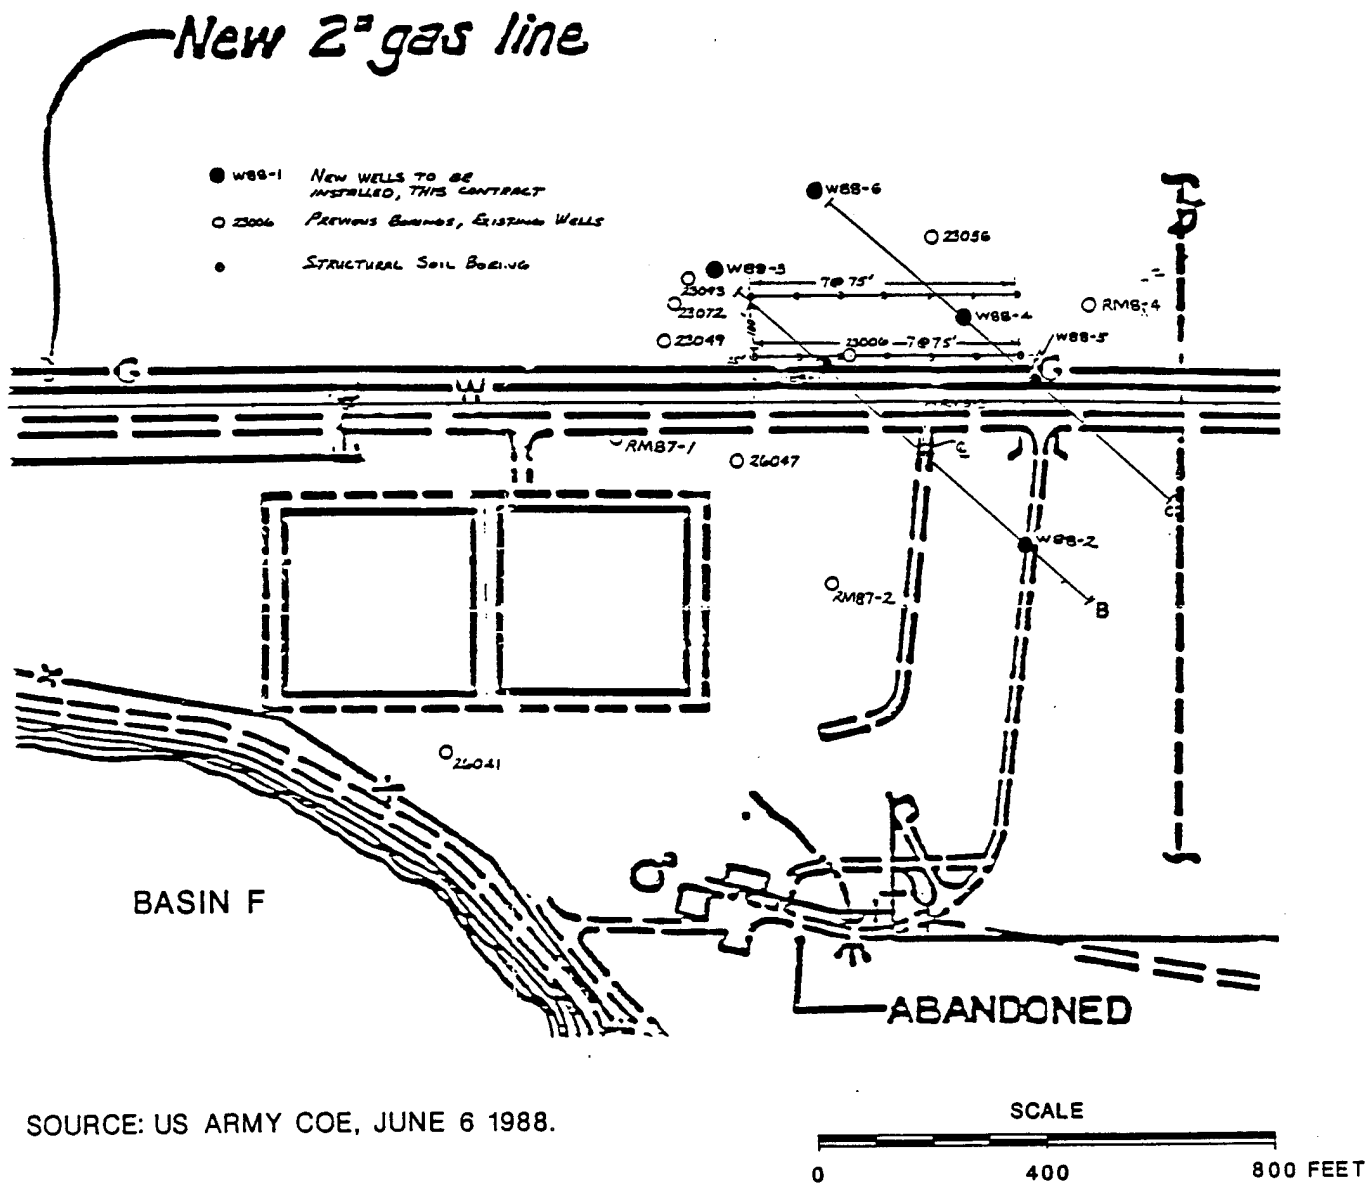 New 2" gas line
W88-1 NEW WELLS TO BE
INSTALLED, THIS CONTRACT
23006 PREVIOUS BORINGS, EXISTING WELLS
STRUCTURAL SOIL BORING
W88-6
23056
W88-3
23093
7@75'
23072
W88-4
RM8-4
23049
23006
7@75'
W88-5
25'
G
G
W
RM87-1
26047
C
C
W88-2
RM87-2
B
26041
BASIN F
ABANDONED
SOURCE: US ARMY COE, JUNE 6 1988.
SCALE
0 400 800 FEET